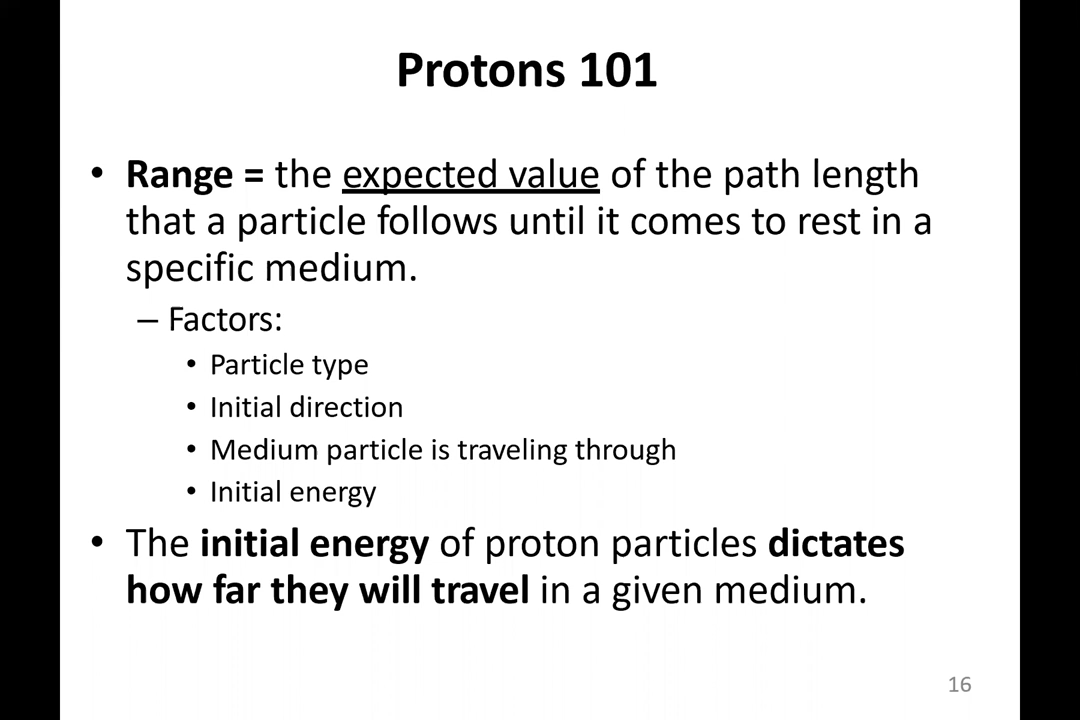 Protons 101
• Range = the expected value of the path length
that a particle follows until it comes to rest in a
specific medium.
– Factors:
• Particle type
• Initial direction
• Medium particle is traveling through
• Initial energy
• The initial energy of proton particles dictates
how far they will travel in a given medium.
16